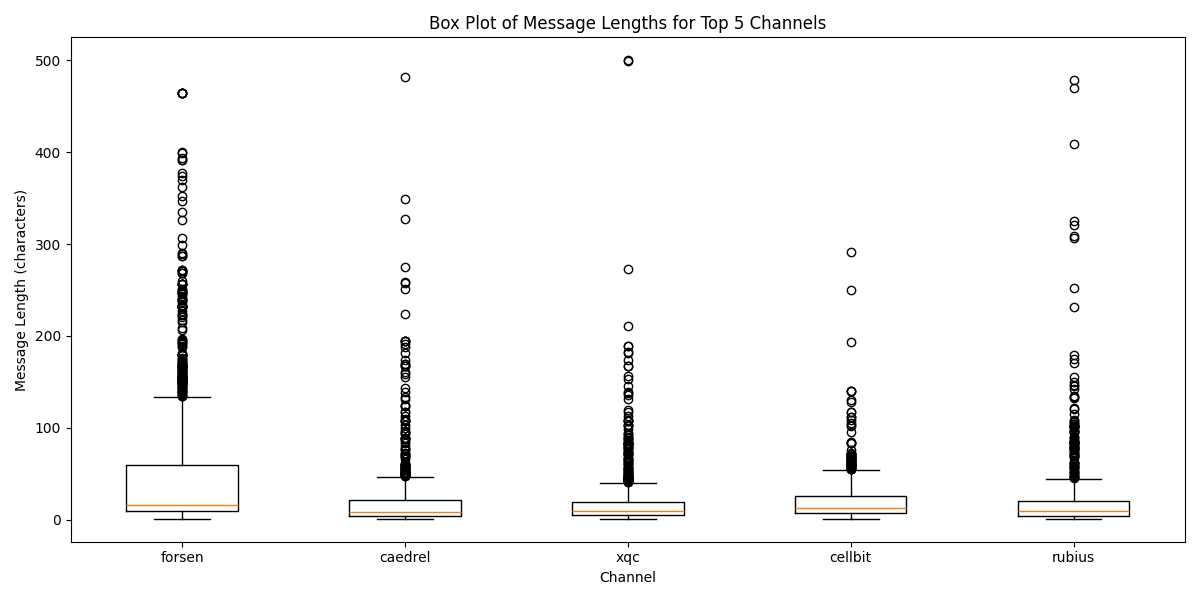 Box Plot of Message Lengths for Top 5 Channels
Message Length (characters)
500
400
300
200
100
0
forsen caedrel xqc cellbit rubius
Channel